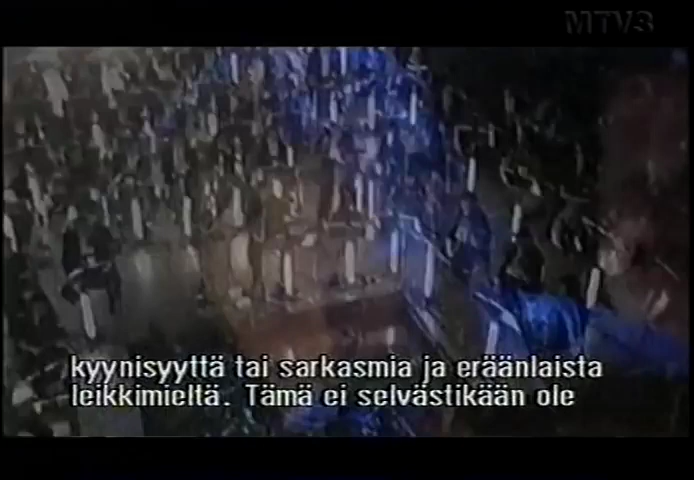 MTV3
kyynisyyttä tai sarkasmia ja eräänlaista
leikkimieltä. Tämä ei selvästikään ole